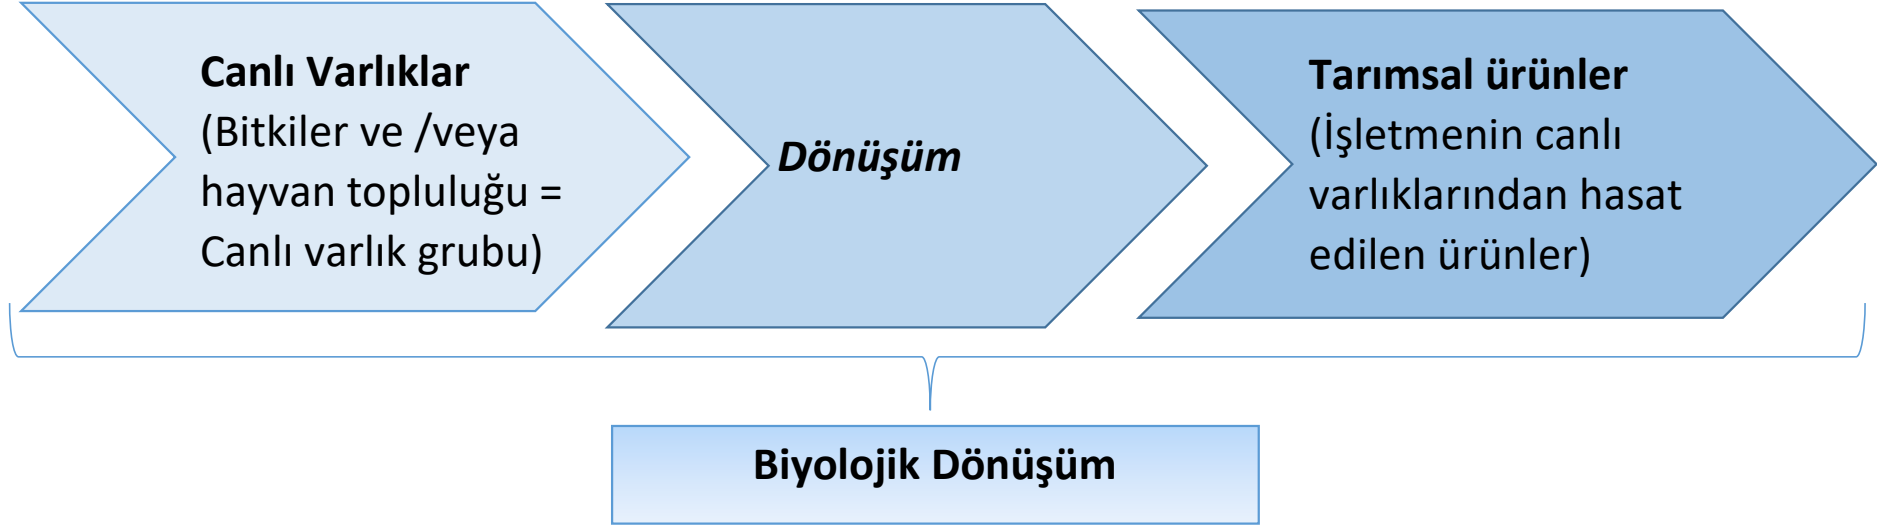 Canlı Varlıklar
(Bitkiler ve /veya
hayvan topluluğu =
Canlı varlık grubu)
Dönüşüm
Tarımsal ürünler
(İşletmenin canlı
varlıklarından hasat
edilen ürünler)
Biyolojik Dönüşüm